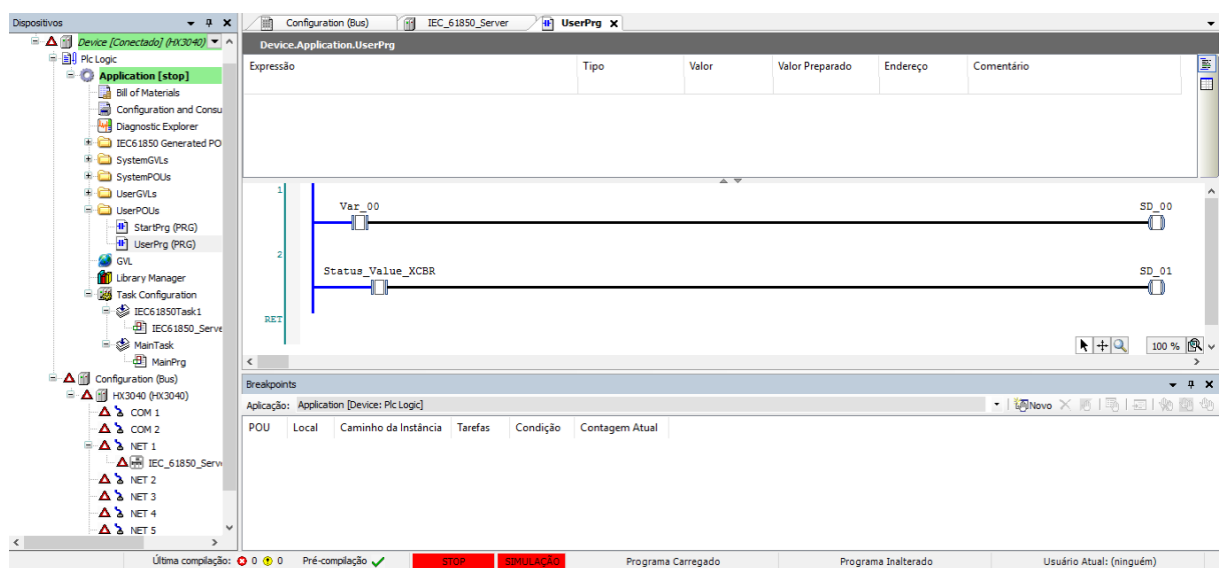 Dispositivos
Device [Conectado] (HX3040)
Plc Logic
Application [stop]
Bill of Materials
Configuration and Consu
Diagnostic Explorer
IEC61850 Generated PO
SystemGVLs
SystemPOUs
UserGVLs
UserPOUs
StartPrg (PRG)
UserPrg (PRG)
GVL
Library Manager
Task Configuration
IEC61850Task1
IEC61850_Serve
MainTask
MainPrg
Configuration (Bus)
HX3040 (HX3040)
COM 1
COM 2
NET 1
IEC_61850_Serv
NET 2
NET 3
NET 4
NET 5
Configuration (Bus) IEC_61850_Server UserPrg X
Device.Application.UserPrg
Expressão Tipo Valor Valor Preparado Endereço Comentário
1
Var_00 SD_00
2
Status_Value_XCBR SD_01
RET
100 %
Breakpoints
Aplicação: Application [Device: Plc Logic] Novo
POU Local Caminho da Instância Tarefas Condição Contagem Atual
Última compilação: 0 0 Pré-compilação STOP SIMULAÇÃO Programa Carregado Programa Inalterado Usuário Atual: (ninguém)